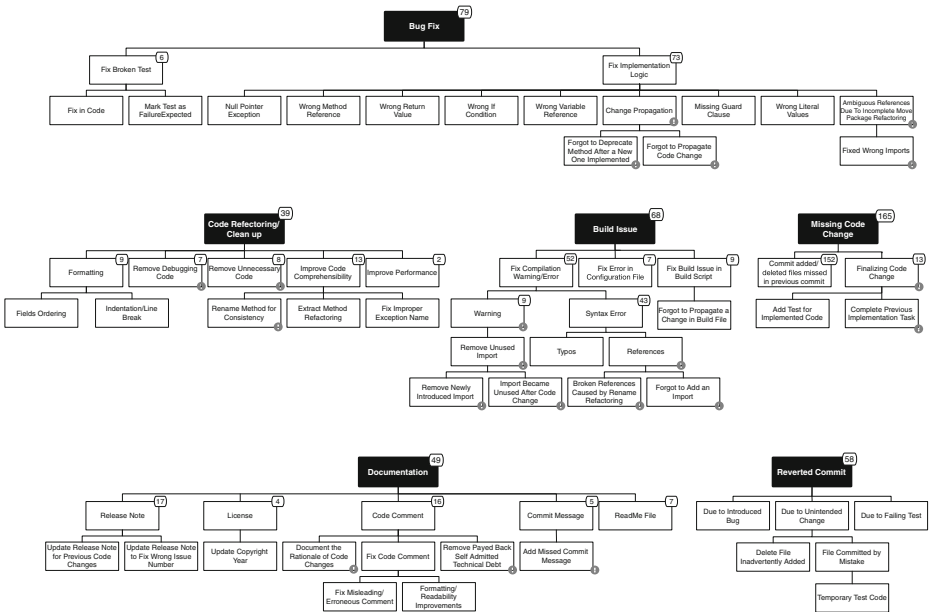 79
Bug Fix
6
Fix Broken Test
73
Fix Implementation
Logic
Fix in Code
Mark Test as
FailureExpected
Null Pointer
Exception
Wrong Method
Reference
Wrong Return
Value
Wrong If
Condition
Wrong Variable
Reference
Change Propagation
Missing Guard
Clause
Wrong Literal
Values
Ambiguous References
Due To Incomplete Move
Package Refactoring
Forgot to Deprecate
Method After a New
One Implemented
Forgot to Propagate
Code Change
Fixed Wrong Imports
39
Code Refectoring/
Clean up
9
Formatting
7
Remove Debugging
Code
8
Remove Unnecessary
Code
13
Improve Code
Comprehensibility
2
Improve Performance
Fields Ordering
Indentation/Line
Break
Rename Method for
Consistency
Extract Method
Refactoring
Fix Improper
Exception Name
68
Build Issue
52
Fix Compilation
Warning/Error
7
Fix Error in
Configuration File
9
Fix Build Issue in
Build Script
9
Warning
43
Syntax Error
Forgot to Propagate a
Change in Build File
Remove Unused
Import
Typos
References
Remove Newly
Introduced Import
Import Became
Unused After Code
Change
Broken References
Caused by Rename
Refactoring
Forgot to Add an
Import
165
Missing Code
Change
152
Commit added/
deleted files missed
in previous commit
13
Finalizing Code
Change
Add Test for
Implemented Code
Complete Previous
Implementation Task
49
Documentation
17
Release Note
4
License
16
Code Comment
5
Commit Message
7
ReadMe File
Update Release Note
for Previous Code
Changes
Update Release Note
to Fix Wrong Issue
Number
Update Copyright
Year
Document the
Rationale of Code
Changes
Fix Code Comment
Remove Payed Back
Self Admitted
Technical Debt
Add Missed Commit
Message
Fix Misleading/
Erroneous Comment
Formatting/
Readability
Improvements
58
Reverted Commit
Due to Introduced
Bug
Due to Unintended
Change
Due to Failing Test
Delete File
Inadvertently Added
File Committed by
Mistake
Temporary Test Code